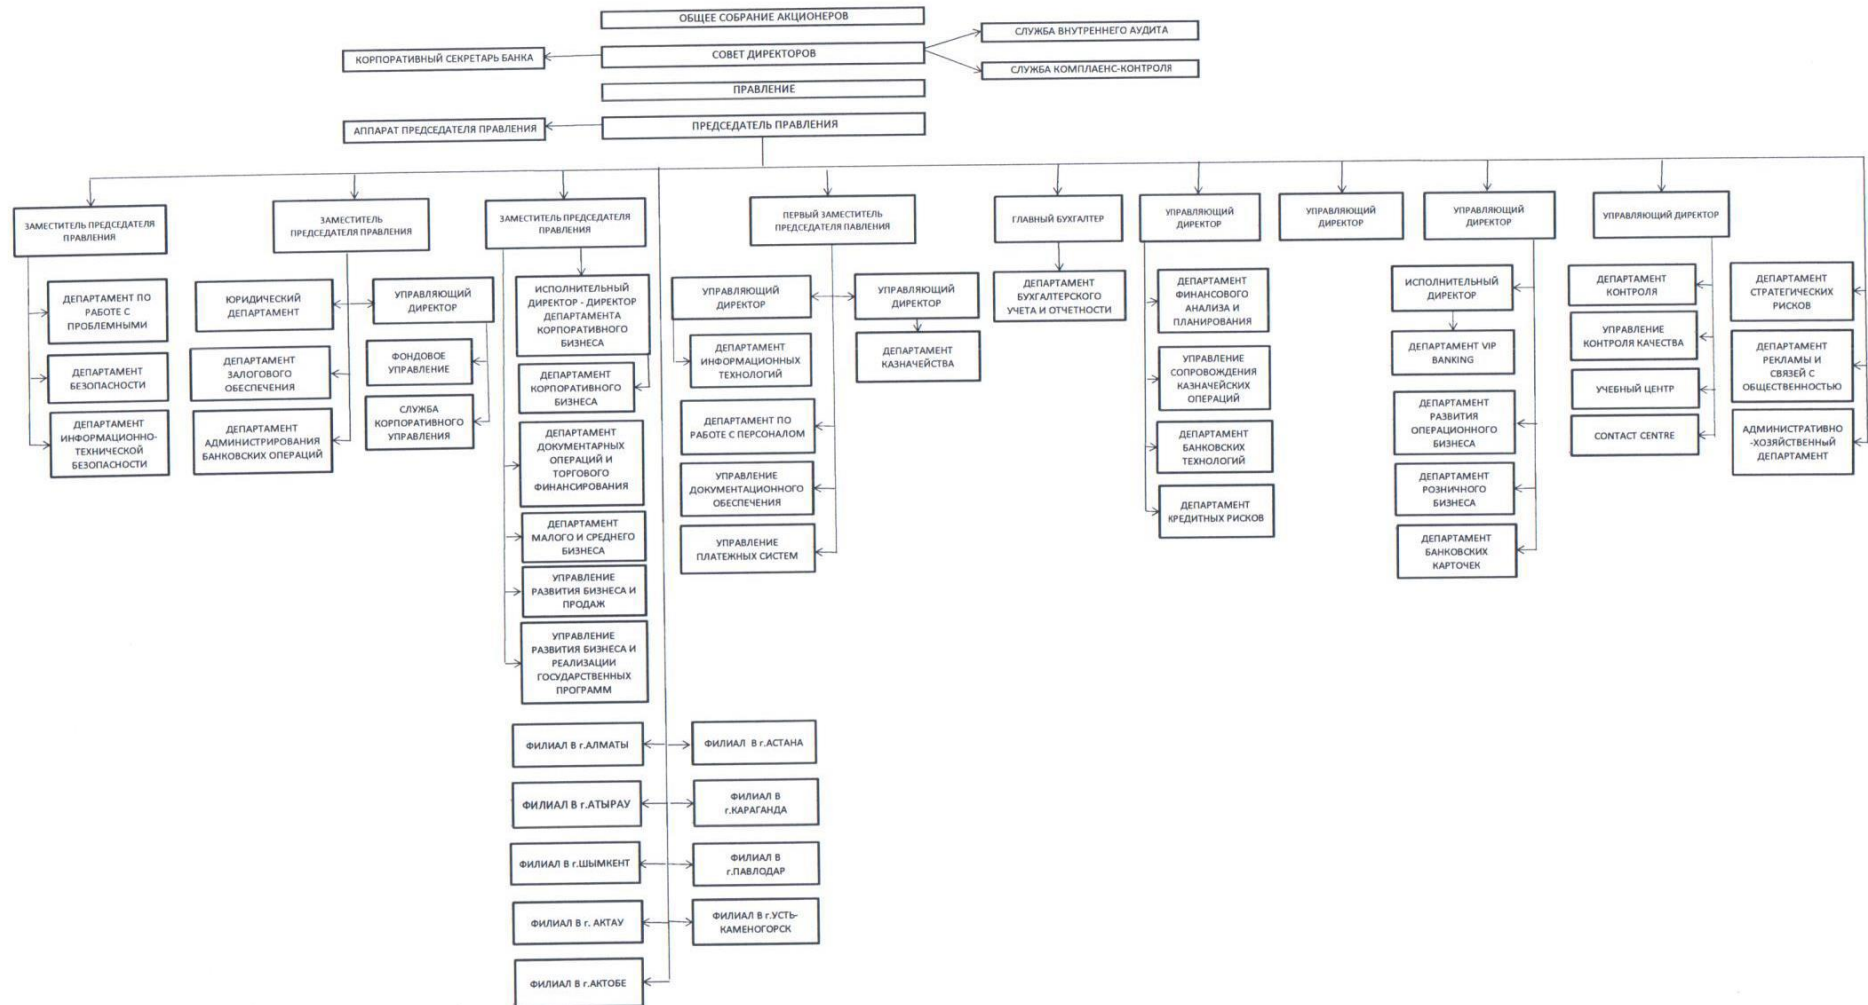 ОБЩЕЕ СОБРАНИЕ АКЦИОНЕРОВ
СОВЕТ ДИРЕКТОРОВ
КОРПОРАТИВНЫЙ СЕКРЕТАРЬ БАНКА
СЛУЖБА ВНУТРЕННЕГО АУДИТА
СЛУЖБА КОМПЛАЕНС-КОНТРОЛЯ
ПРАВЛЕНИЕ
АППАРАТ ПРЕДСЕДАТЕЛЯ ПРАВЛЕНИЯ
ПРЕДСЕДАТЕЛЬ ПРАВЛЕНИЯ
ЗАМЕСТИТЕЛЬ ПРЕДСЕДАТЕЛЯ
ПРАВЛЕНИЯ
ДЕПАРТАМЕНТ ПО
РАБОТЕ С
ПРОБЛЕМНЫМИ
ДЕПАРТАМЕНТ
БЕЗОПАСНОСТИ
ДЕПАРТАМЕНТ
ИНФОРМАЦИОННО-
ТЕХНИЧЕСКОЙ
БЕЗОПАСНОСТИ
ЗАМЕСТИТЕЛЬ
ПРЕДСЕДАТЕЛЯ ПРАВЛЕНИЯ
ЮРИДИЧЕСКИЙ
ДЕПАРТАМЕНТ
ДЕПАРТАМЕНТ
ЗАЛОГОВОГО
ОБЕСПЕЧЕНИЯ
ДЕПАРТАМЕНТ
АДМИНИСТРИРОВАНИЯ
БАНКОВСКИХ ОПЕРАЦИЙ
УПРАВЛЯЮЩИЙ
ДИРЕКТОР
ФОНДОВОЕ
УПРАВЛЕНИЕ
СЛУЖБА
КОРПОРАТИВНОГО
УПРАВЛЕНИЯ
ЗАМЕСТИТЕЛЬ ПРЕДСЕДАТЕЛЯ
ПРАВЛЕНИЯ
ИСПОЛНИТЕЛЬНЫЙ
ДИРЕКТОР - ДИРЕКТОР
ДЕПАРТАМЕНТА
КОРПОРАТИВНОГО
БИЗНЕСА
ДЕПАРТАМЕНТ
КОРПОРАТИВНОГО
БИЗНЕСА
ДЕПАРТАМЕНТ
ДОКУМЕНТАРНЫХ
ОПЕРАЦИЙ И
ТОРГОВОГО
ФИНАНСИРОВАНИЯ
ДЕПАРТАМЕНТ
МАЛОГО И СРЕДНЕГО
БИЗНЕСА
УПРАВЛЕНИЕ
РАЗВИТИЯ БИЗНЕСА И
ПРОДАЖ
УПРАВЛЕНИЕ
РАЗВИТИЯ БИЗНЕСА И
РЕАЛИЗАЦИИ
ГОСУДАРСТВЕННЫХ
ПРОГРАММ
ПЕРВЫЙ ЗАМЕСТИТЕЛЬ
ПРЕДСЕДАТЕЛЯ ПАВЛЕНИЯ
УПРАВЛЯЮЩИЙ
ДИРЕКТОР
ДЕПАРТАМЕНТ
ИНФОРМАЦИОННЫХ
ТЕХНОЛОГИЙ
ДЕПАРТАМЕНТ ПО
РАБОТЕ С ПЕРСОНАЛОМ
УПРАВЛЕНИЕ
ДОКУМЕНТАЦИОННОГО
ОБЕСПЕЧЕНИЯ
УПРАВЛЕНИЕ
ПЛАТЕЖНЫХ СИСТЕМ
УПРАВЛЯЮЩИЙ
ДИРЕКТОР
ДЕПАРТАМЕНТ
КАЗНАЧЕЙСТВА
ГЛАВНЫЙ БУХГАЛТЕР
ДЕПАРТАМЕНТ
БУХГАЛТЕРСКОГО
УЧЕТА И ОТЧЕТНОСТИ
УПРАВЛЯЮЩИЙ
ДИРЕКТОР
ДЕПАРТАМЕНТ
ФИНАНСОВОГО
АНАЛИЗА И
ПЛАНИРОВАНИЯ
УПРАВЛЕНИЕ
СОПРОВОЖДЕНИЯ
КАЗНАЧЕЙСКИХ
ОПЕРАЦИЙ
ДЕПАРТАМЕНТ
БАНКОВСКИХ
ТЕХНОЛОГИЙ
ДЕПАРТАМЕНТ
КРЕДИТНЫХ РИСКОВ
УПРАВЛЯЮЩИЙ
ДИРЕКТОР
УПРАВЛЯЮЩИЙ
ДИРЕКТОР
ИСПОЛНИТЕЛЬНЫЙ
ДИРЕКТОР
ДЕПАРТАМЕНТ VIP
BANKING
ДЕПАРТАМЕНТ
РАЗВИТИЯ
ОПЕРАЦИОННОГО
БИЗНЕСА
ДЕПАРТАМЕНТ
РОЗНИЧНОГО
БИЗНЕСА
ДЕПАРТАМЕНТ
БАНКОВСКИХ
КАРТОЧЕК
УПРАВЛЯЮЩИЙ ДИРЕКТОР
ДЕПАРТАМЕНТ
КОНТРОЛЯ
УПРАВЛЕНИЕ
КОНТРОЛЯ КАЧЕСТВА
УЧЕБНЫЙ ЦЕНТР
CONTACT CENTRE
ДЕПАРТАМЕНТ
СТРАТЕГИЧЕСКИХ
РИСКОВ
ДЕПАРТАМЕНТ
РЕКЛАМЫ И
СВЯЗЕЙ С
ОБЩЕСТВЕННОСТЬЮ
АДМИНИСТРАТИВНО
-ХОЗЯЙСТВЕННЫЙ
ДЕПАРТАМЕНТ
ФИЛИАЛ В г.АЛМАТЫ
ФИЛИАЛ В г.АСТАНА
ФИЛИАЛ В г.АТЫРАУ
ФИЛИАЛ В
г.КАРАГАНДА
ФИЛИАЛ В г.ШЫМКЕНТ
ФИЛИАЛ В
г.ПАВЛОДАР
ФИЛИАЛ В г. АКТАУ
ФИЛИАЛ В г.УСТЬ-
КАМЕНОГОРСК
ФИЛИАЛ В г.АКТОБЕ